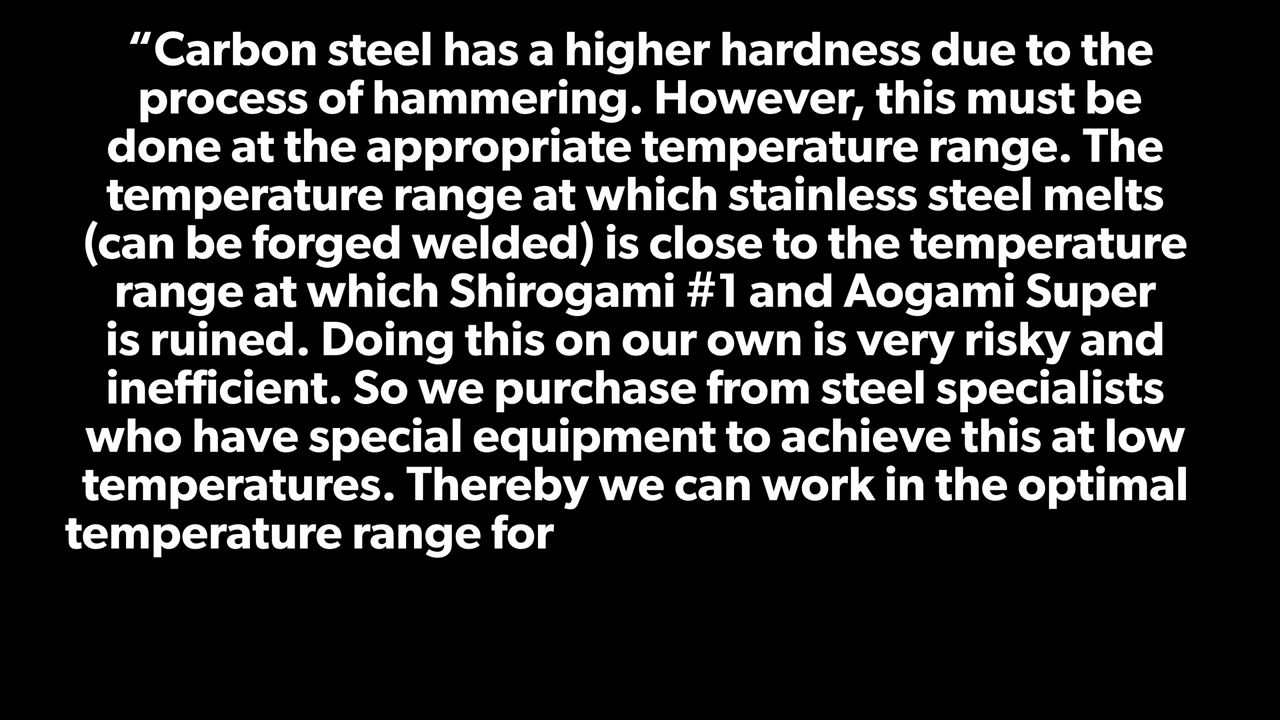 “Carbon steel has a higher hardness due to the
process of hammering. However, this must be
done at the appropriate temperature range. The
temperature range at which stainless steel melts
(can be forged welded) is close to the temperature
range at which Shirogami #1 and Aogami Super
is ruined. Doing this on our own is very risky and
inefficient. So we purchase from steel specialists
who have special equipment to achieve this at low
temperatures. Thereby we can work in the optimal
temperature range for